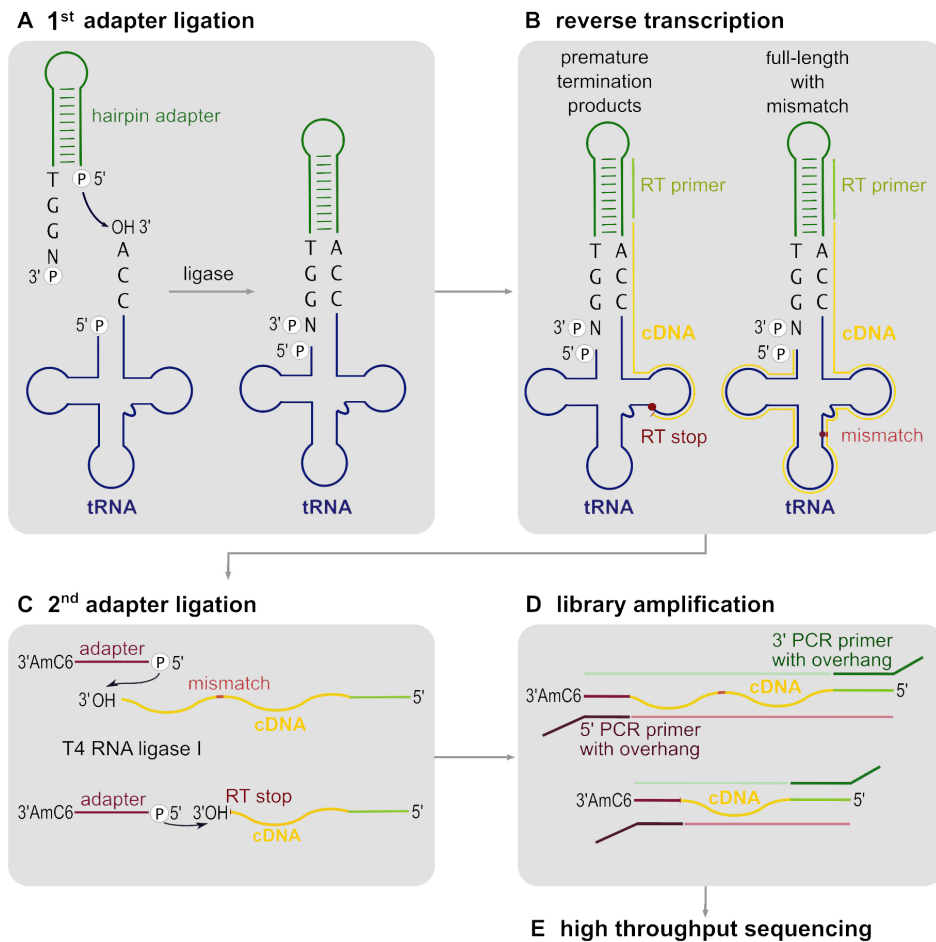 A 1st adapter ligation
hairpin adapter
T
G
G
N
3' P
P 5'
OH 3'
A
C
C
5' P
tRNA
ligase
T
G
G
N
A
C
C
3' P
5' P
tRNA
B reverse transcription
premature
termination
products
RT primer
T
G
G
N
A
C
C
3' P
5' P
cDNA
RT stop
tRNA
full-length
with
mismatch
RT primer
T
G
G
N
A
C
C
3' P
5' P
cDNA
mismatch
tRNA
C 2nd adapter ligation
adapter
3'AmC6 P 5'
3'OH
mismatch
cDNA
5'
T4 RNA ligase I
adapter
3'AmC6 P 5' 3'OH
RT stop
cDNA
5'
D library amplification
3' PCR primer
with overhang
3'AmC6
cDNA
5'
5' PCR primer
with overhang
3'AmC6
cDNA
5'
E high throughput sequencing